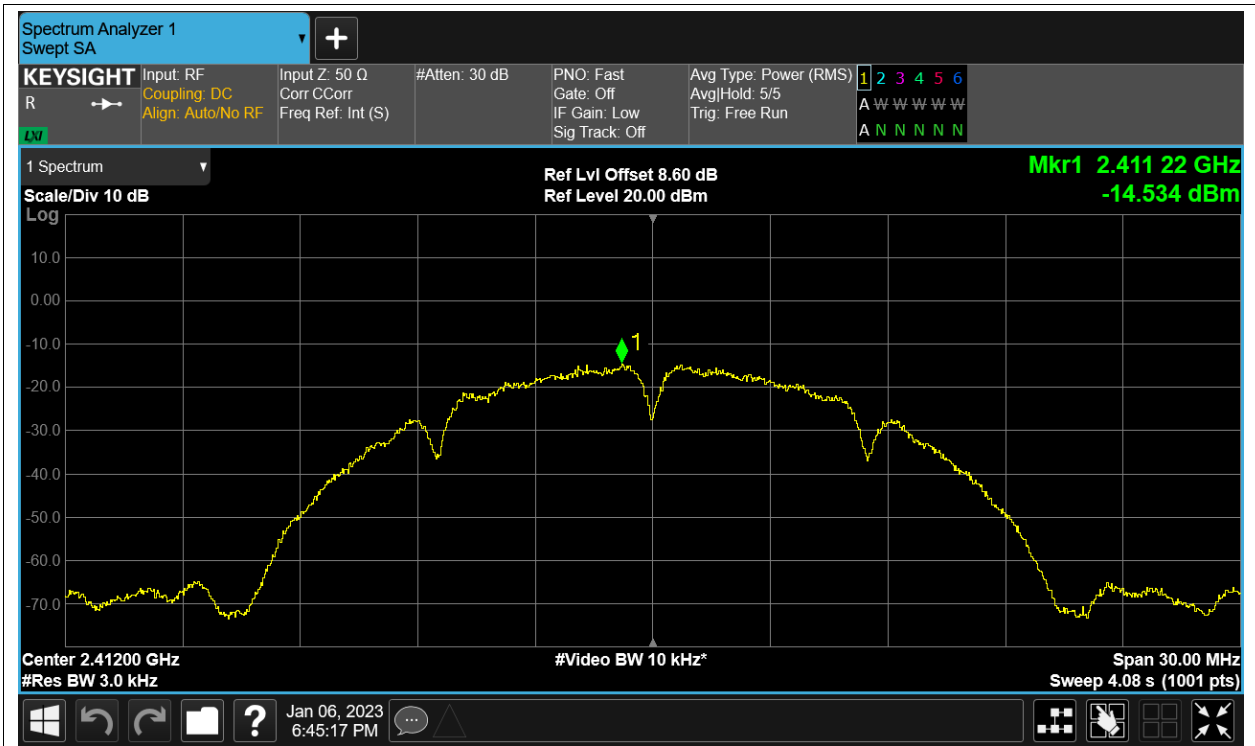 Spectrum Analyzer 1
Swept SA
KEYSIGHT
R
LXI
Input: RF
Coupling: DC
Align: Auto/No RF
Input Z: 50 Ω
Corr CCorr
Freq Ref: Int (S)
#Atten: 30 dB
PNO: Fast
Gate: Off
IF Gain: Low
Sig Track: Off
Avg Type: Power (RMS)
Avg|Hold: 5/5
Trig: Free Run
1 2 3 4 5 6
A W W W W W
A N N N N N
1 Spectrum
Scale/Div 10 dB
Ref Lvl Offset 8.60 dB
Ref Level 20.00 dBm
Mkr1 2.411 22 GHz
-14.534 dBm
Log
10.0
0.00
-10.0
1
-20.0
-30.0
-40.0
-50.0
-60.0
-70.0
Center 2.41200 GHz
#Video BW 10 kHz*
Span 30.00 MHz
#Res BW 3.0 kHz
Sweep 4.08 s (1001 pts)
?
Jan 06, 2023
6:45:17 PM